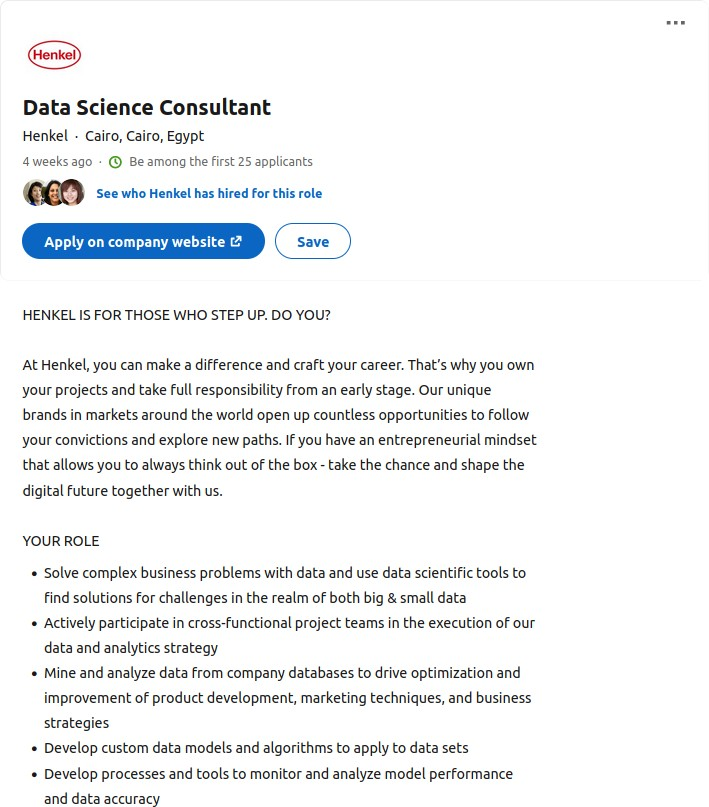 Henkel
Data Science Consultant
Henkel · Cairo, Cairo, Egypt
4 weeks ago · Be among the first 25 applicants
See who Henkel has hired for this role
Apply on company website
Save
HENKEL IS FOR THOSE WHO STEP UP. DO YOU?
At Henkel, you can make a difference and craft your career. That’s why you own
your projects and take full responsibility from an early stage. Our unique
brands in markets around the world open up countless opportunities to follow
your convictions and explore new paths. If you have an entrepreneurial mindset
that allows you to always think out of the box - take the chance and shape the
digital future together with us.
YOUR ROLE
• Solve complex business problems with data and use data scientific tools to
find solutions for challenges in the realm of both big & small data
• Actively participate in cross-functional project teams in the execution of our
data and analytics strategy
• Mine and analyze data from company databases to drive optimization and
improvement of product development, marketing techniques, and business
strategies
• Develop custom data models and algorithms to apply to data sets
• Develop processes and tools to monitor and analyze model performance
and data accuracy